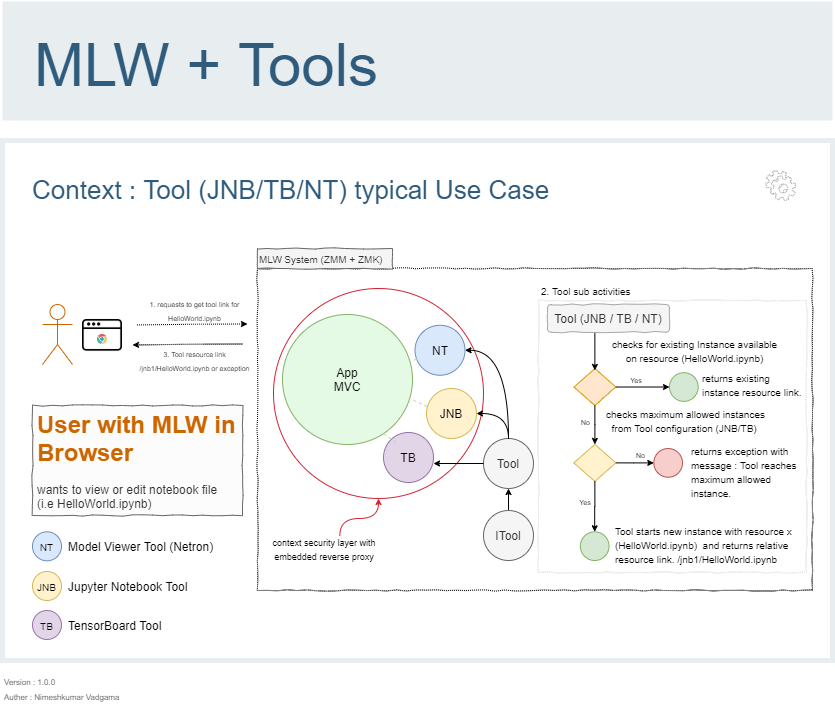 MLW + Tools
Context : Tool (JNB/TB/NT) typical Use Case
MLW System (ZMM + ZMK)
1. requests to get tool link for
HelloWorld.ipynb
3. Tool resource link
/jnb1/HelloWorld.ipynb or exception
User with MLW in
Browser
wants to view or edit notebook file
(i.e HelloWorld.ipynb)
NT
Model Viewer Tool (Netron)
JNB
Jupyter Notebook Tool
TB
TensorBoard Tool
App
MVC
NT
JNB
TB
Tool
ITool
context security layer with
embedded reverse proxy
2. Tool sub activities
Tool (JNB / TB / NT)
checks for existing Instance available
on resource (HelloWorld.ipynb)
Yes
returns existing
instance resource link.
No
checks maximum allowed instances
from Tool configuration (JNB/TB)
No
returns exception with
message : Tool reaches
maximum allowed
instance.
Yes
Tool starts new instance with resource x
(HelloWorld.ipynb) and returns relative
resource link. /jnb1/HelloWorld.ipynb
Version : 1.0.0
Auther : Nimeshkumar Vadgama